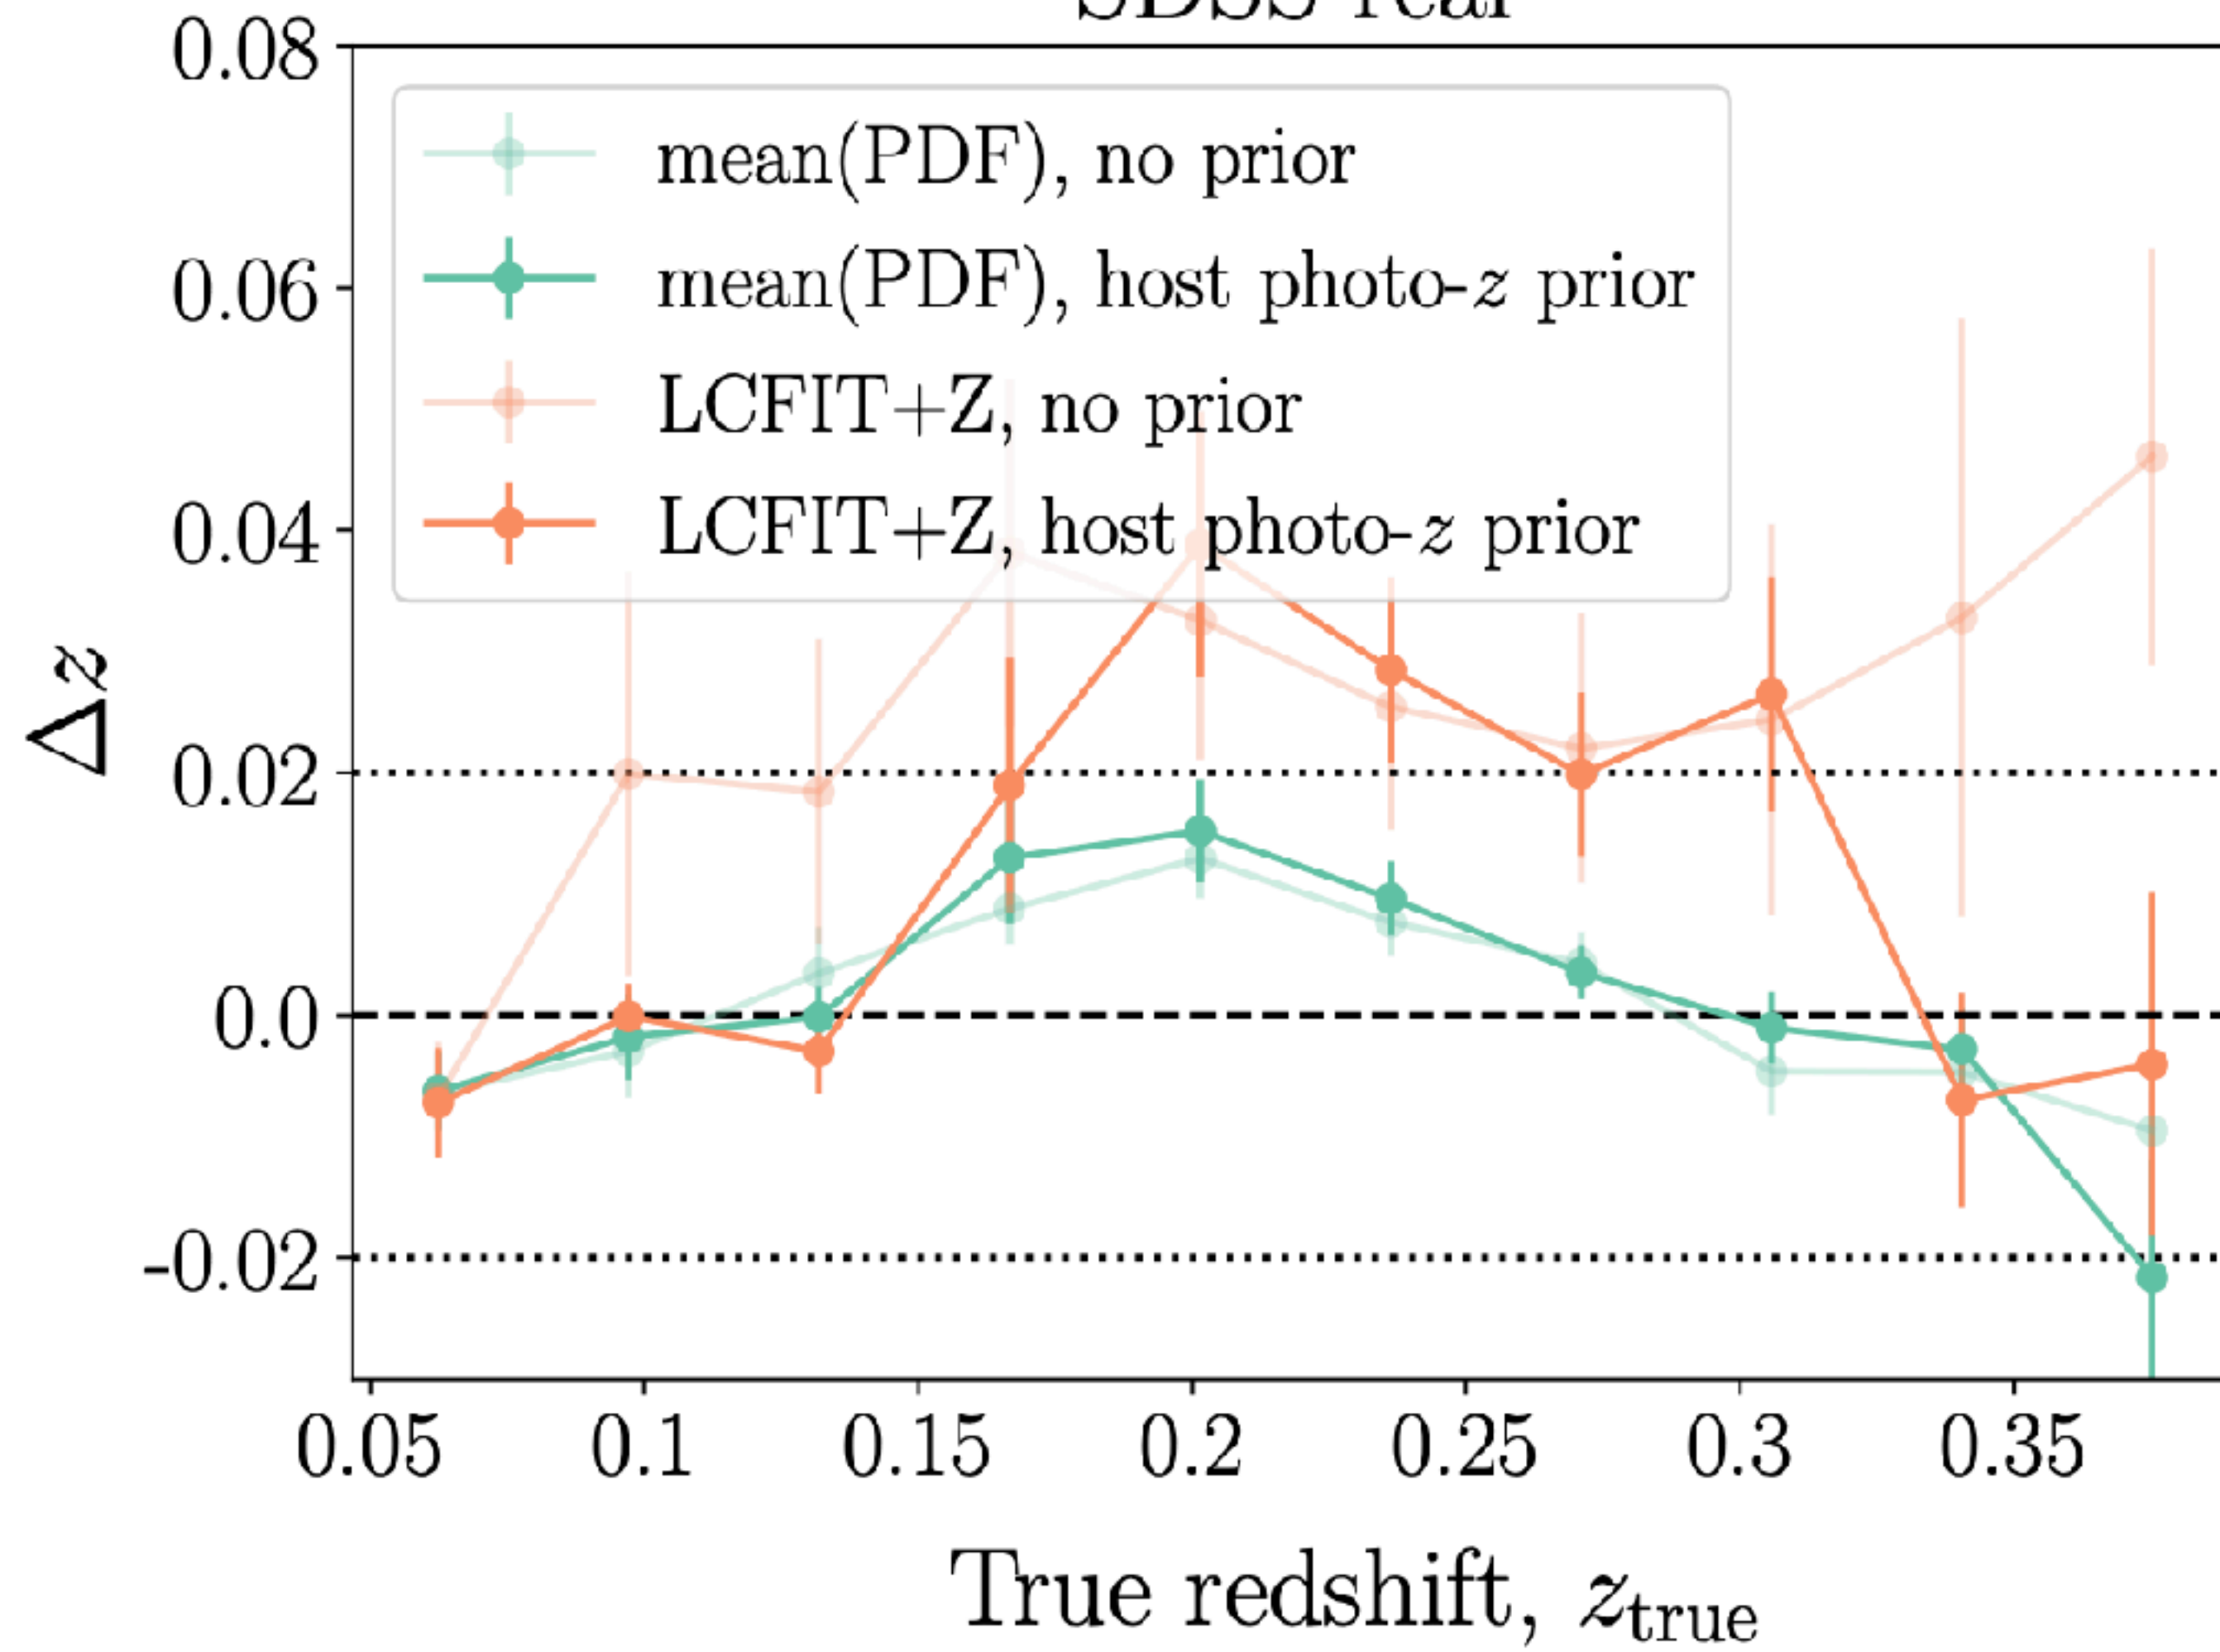 SDSS real
0.08
mean(PDF), no prior
mean(PDF), host photo-z prior
0.06
LCFIT+Z, no prior
LCFIT+Z, host photo-z prior
0.04
Δz
0.02
0.0
-0.02
0.05 0.1 0.15 0.2 0.25 0.3 0.35
True redshift, z_true